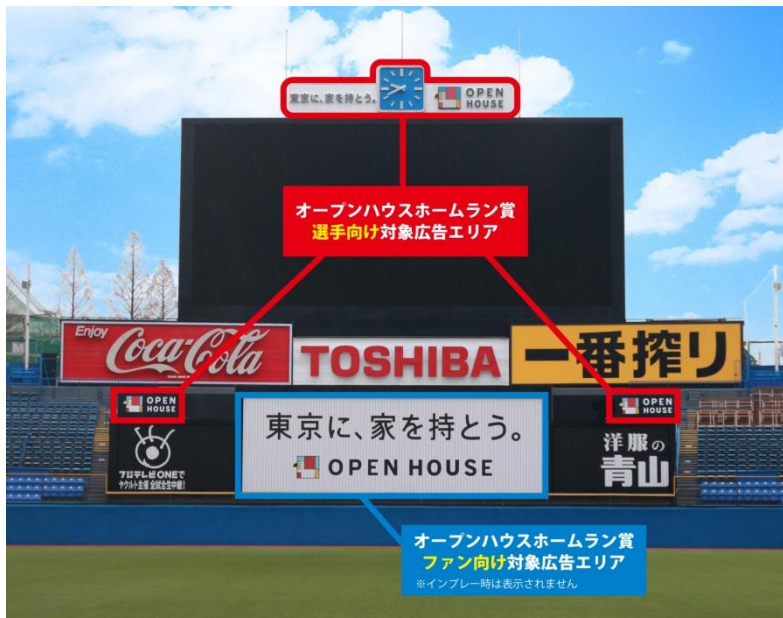 東京に、家を持とう。
OPEN
HOUSE
オープンハウスホームラン賞
選手向け対象広告エリア
Enjoy
Coca-Cola
TOSHIBA
一番搾り
OPEN
HOUSE
OPEN
HOUSE
東京に、家を持とう。
OPEN HOUSE
フジテレビONEで
ヤクルト主催 全試合生中継!
洋服の
青山
オープンハウスホームラン賞
ファン向け対象広告エリア
※インプレー時は表示されません